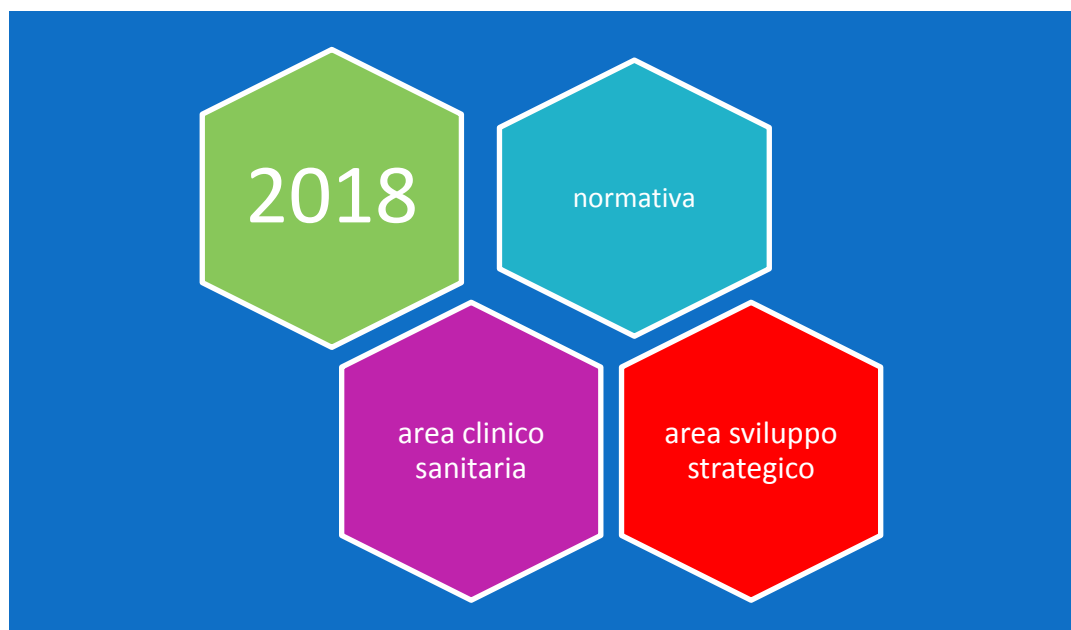 2018
normativa
area clinico
sanitaria
area sviluppo
strategico